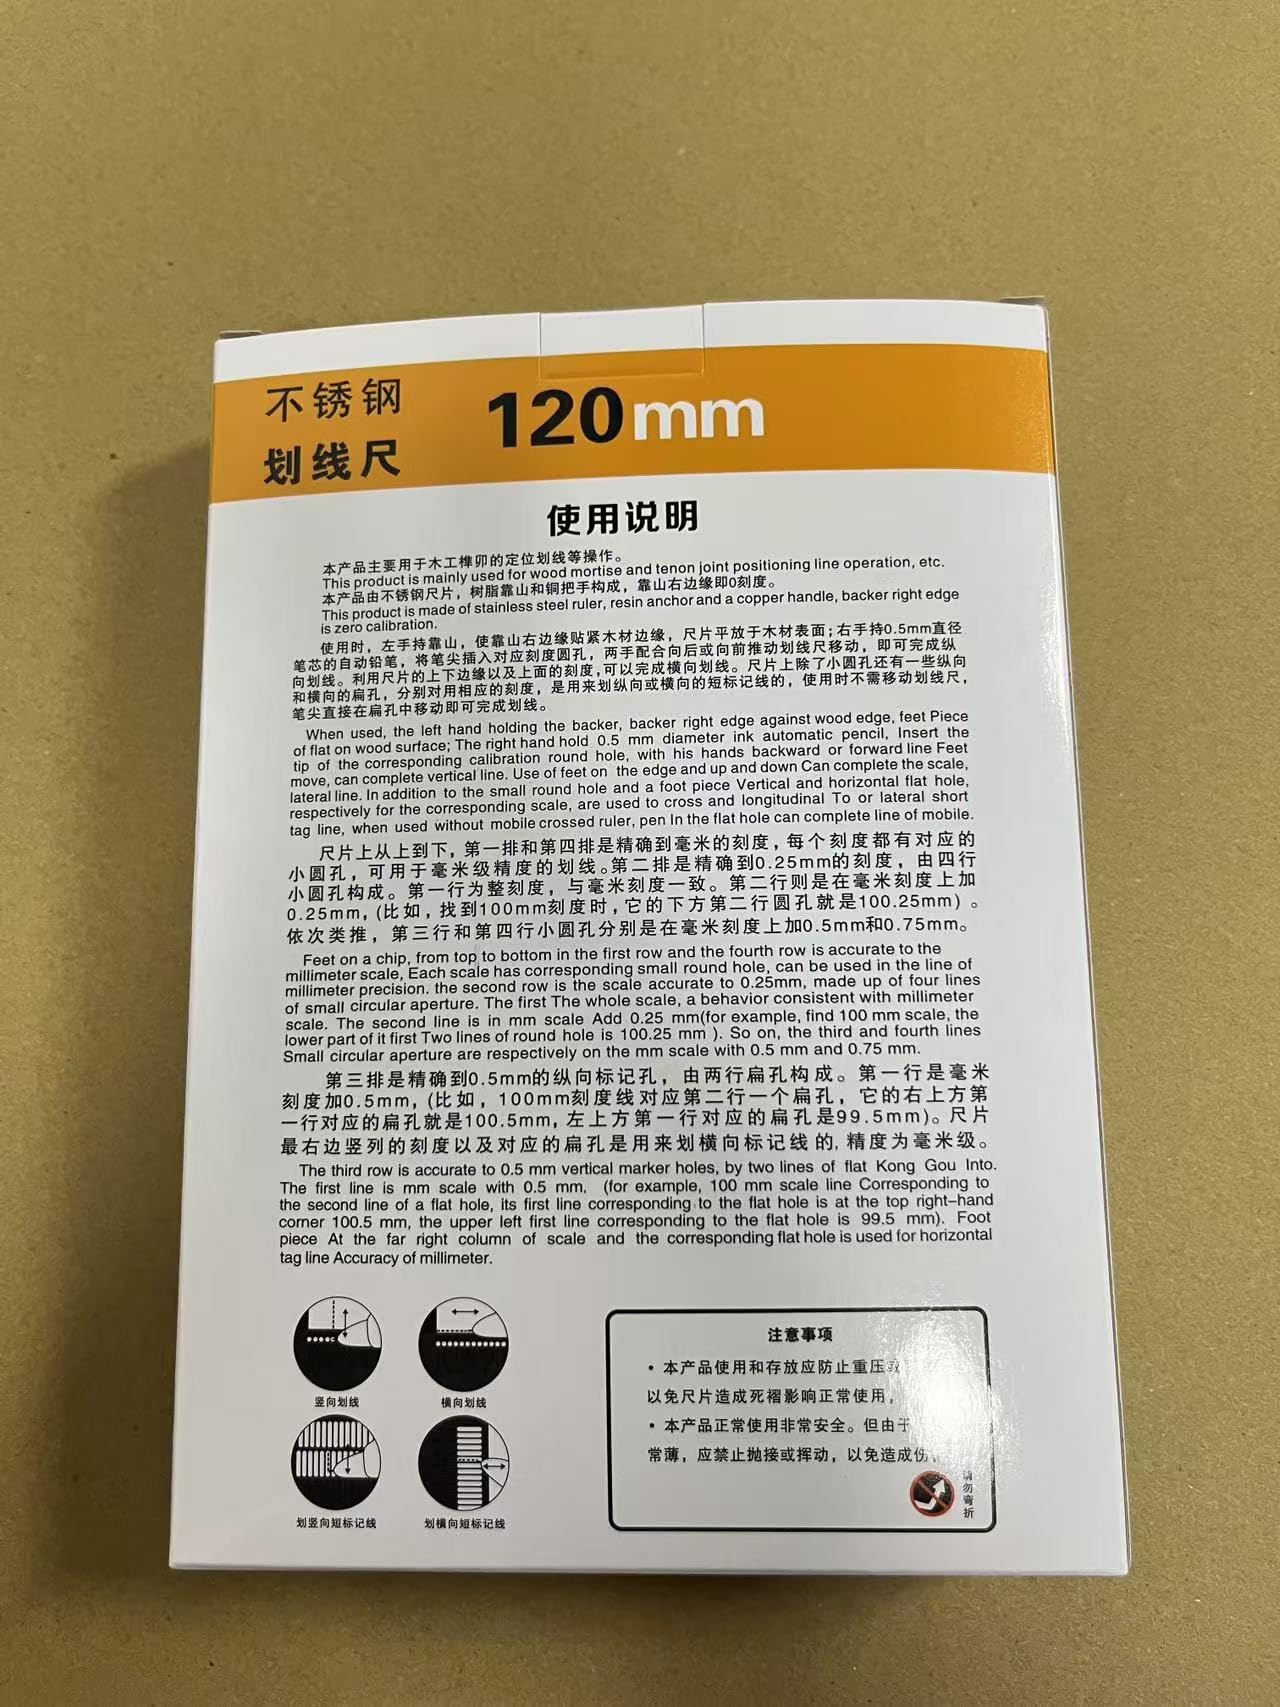 不锈钢
划线尺
120mm
使用说明
本产品主要用于木工榫卯的定位划线等操作。
This product is mainly used for wood mortise and tenon joint positioning line operation, etc.
本产品由不锈钢尺片，树脂靠山和铜把手构成，靠山右边缘即0刻度。
This product is made of stainless steel ruler, resin anchor and a copper handle, backer right edge
is zero calibration.
使用时，左手持靠山，使靠山右边缘贴紧木材边缘，尺片平放于木材表面；右手持0.5mm直径
笔芯的自动铅笔，将笔尖插入对应刻度圆孔，两手配合向后或向前推动划线尺移动，即可完成纵
向划线。利用尺片的上下边缘以及上面的刻度，可以完成横向划线。尺片上除了小圆孔还有一些纵向
和横向的扁孔，分别对用相应的刻度，是用来划纵向或横向的短标记线的，使用时不需移动划线尺，
笔尖直接在扁孔中移动即可完成划线。
When used, the left hand holding the backer, backer right edge against wood edge, feet Piece
of flat on wood surface; The right hand hold 0.5 mm diameter ink automatic pencil, Insert the
tip of the corresponding calibration round hole, with his hands backward or forward line Feet
move, can complete vertical line. Use of feet on the edge and up and down Can complete the scale,
lateral line. In addition to the small round hole and a foot piece Vertical and horizontal flat hole,
respectively for the corresponding scale, are used to cross and longitudinal To or lateral short
tag line, when used without mobile crossed ruler, pen In the flat hole can complete line of mobile.
尺片上从上到下，第一排和第四排是精确到毫米的刻度，每个刻度都有对应的
小圆孔，可用于毫米级精度的划线。第二排是精确到0.25mm的刻度，由四行
小圆孔构成。第一行为整刻度，与毫米刻度一致。第二行则是在毫米刻度上加
0.25mm，(比如，找到100mm刻度时，它的下方第二行圆孔就是100.25mm) 。
依次类推，第三行和第四行小圆孔分别是在毫米刻度上加0.5mm和0.75mm。
Feet on a chip, from top to bottom in the first row and the fourth row is accurate to the
millimeter scale, Each scale has corresponding small round hole, can be used in the line of
millimeter precision. the second row is the scale accurate to 0.25mm, made up of four lines
of small circular aperture. The first The whole scale, a behavior consistent with millimeter
scale. The second line is in mm scale Add 0.25 mm(for example, find 100 mm scale, the
lower part of it first Two lines of round hole is 100.25 mm ). So on, the third and fourth lines
Small circular aperture are respectively on the mm scale with 0.5 mm and 0.75 mm.
第三排是精确到0.5mm的纵向标记孔，由两行扁孔构成。第一行是毫米
刻度加0.5mm，(比如，100mm刻度线对应第二行一个扁孔，它的右上方第
一行对应的扁孔就是100.5mm，左上方第一行对应的扁孔是99.5mm)。尺片
最右边竖列的刻度以及对应的扁孔是用来划横向标记线的, 精度为毫米级。
The third row is accurate to 0.5 mm vertical marker holes, by two lines of flat Kong Gou Into.
The first line is mm scale with 0.5 mm, (for example, 100 mm scale line Corresponding to
the second line of a flat hole, its first line corresponding to the flat hole is at the top right-hand
corner 100.5 mm, the upper left first line corresponding to the flat hole is 99.5 mm). Foot
piece At the far right column of scale and the corresponding flat hole is used for horizontal
tag line Accuracy of millimeter.
竖向划线
横向划线
划竖向短标记线
划横向短标记线
注意事项
• 本产品使用和存放应防止重压或
以免尺片造成死褶影响正常使用，
• 本产品正常使用非常安全。但由于
常薄，应禁止抛接或挥动，以免造成伤
请勿弯折